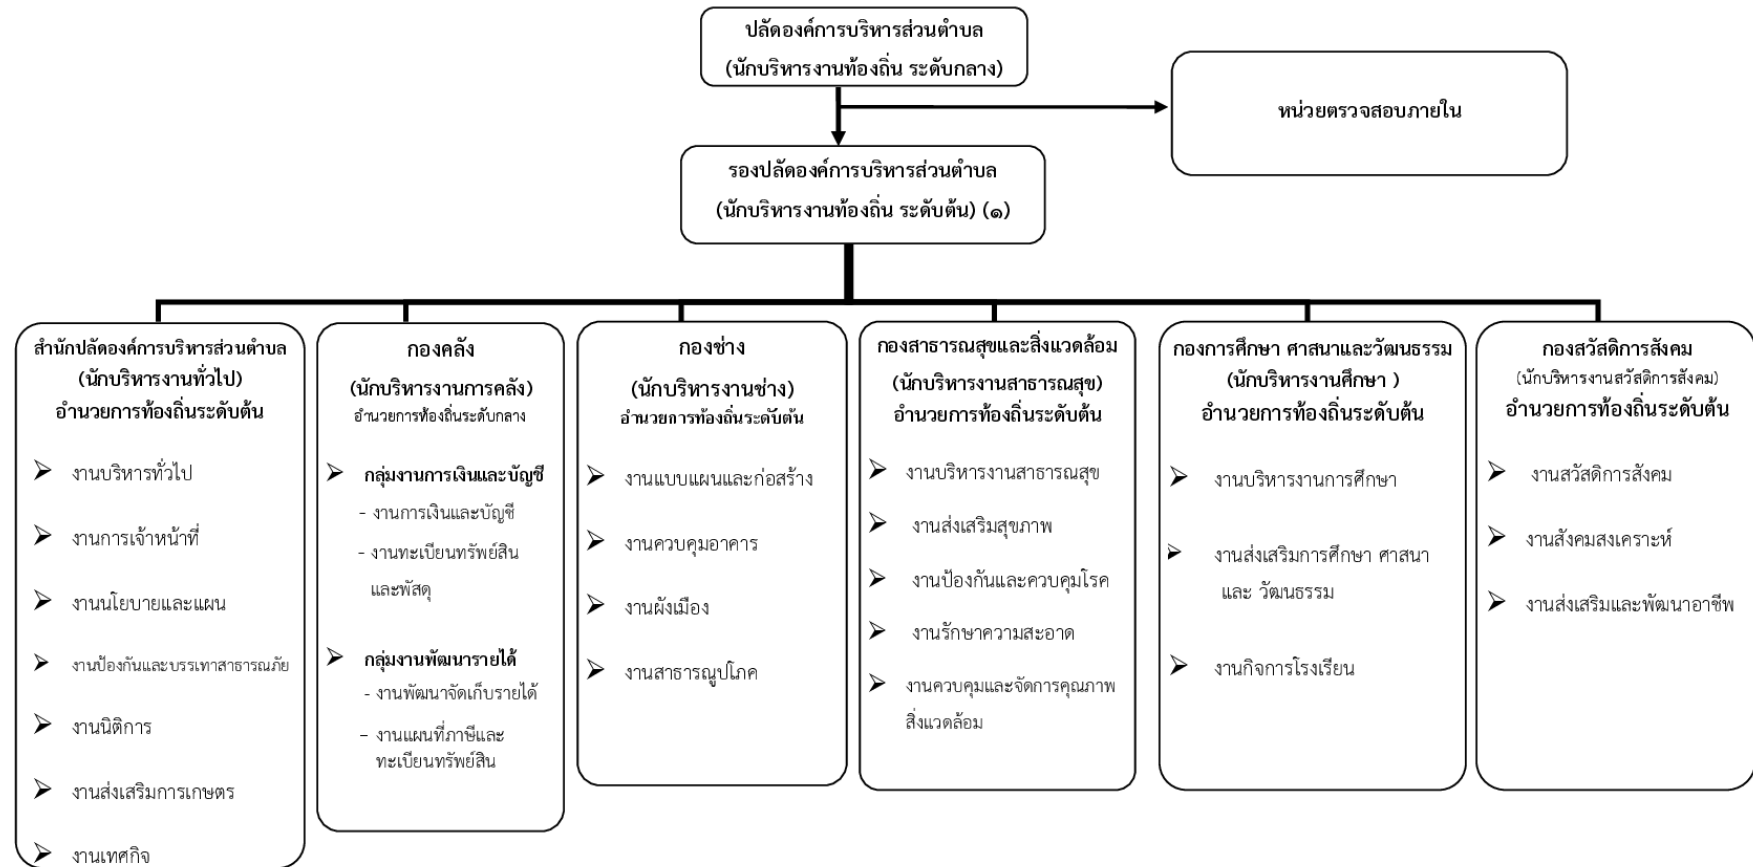 ปลัดองค์การบริหารส่วนตำบล
(นักบริหารงานท้องถิ่น ระดับกลาง)
หน่วยตรวจสอบภายใน
รองปลัดองค์การบริหารส่วนตำบล
(นักบริหารงานท้องถิ่น ระดับต้น) (๑)
สำนักปลัดองค์การบริหารส่วนตำบล
(นักบริหารงานทั่วไป)
อำนวยการท้องถิ่นระดับต้น
งานบริหารทั่วไป
งานการเจ้าหน้าที่
งานนโยบายและแผน
งานป้องกันและบรรเทาสาธารณภัย
งานนิติการ
งานส่งเสริมการเกษตร
งานเทศกิจ
กองคลัง
(นักบริหารงานการคลัง)
อำนวยการท้องถิ่นระดับกลาง
กลุ่มงานการเงินและบัญชี
- งานการเงินและบัญชี
- งานทะเบียนทรัพย์สิน
และพัสดุ
กลุ่มงานพัฒนารายได้
- งานพัฒนาจัดเก็บรายได้
– งานแผนที่ภาษีและ
ทะเบียนทรัพย์สิน
กองช่าง
(นักบริหารงานช่าง)
อำนวยการท้องถิ่นระดับต้น
งานแบบแผนและก่อสร้าง
งานควบคุมอาคาร
งานผังเมือง
งานสาธารณูปโภค
กองสาธารณสุขและสิ่งแวดล้อม
(นักบริหารงานสาธารณสุข)
อำนวยการท้องถิ่นระดับต้น
งานบริหารงานสาธารณสุข
งานส่งเสริมสุขภาพ
งานป้องกันและควบคุมโรค
งานรักษาความสะอาด
งานควบคุมและจัดการคุณภาพ
สิ่งแวดล้อม
กองการศึกษา ศาสนาและวัฒนธรรม
(นักบริหารงานศึกษา )
อำนวยการท้องถิ่นระดับต้น
งานบริหารงานการศึกษา
งานส่งเสริมการศึกษา ศาสนา
และ วัฒนธรรม
งานกิจการโรงเรียน
กองสวัสดิการสังคม
(นักบริหารงานสวัสดิการสังคม)
อำนวยการท้องถิ่นระดับต้น
งานสวัสดิการสังคม
งานสังคมสงเคราะห์
งานส่งเสริมและพัฒนาอาชีพ